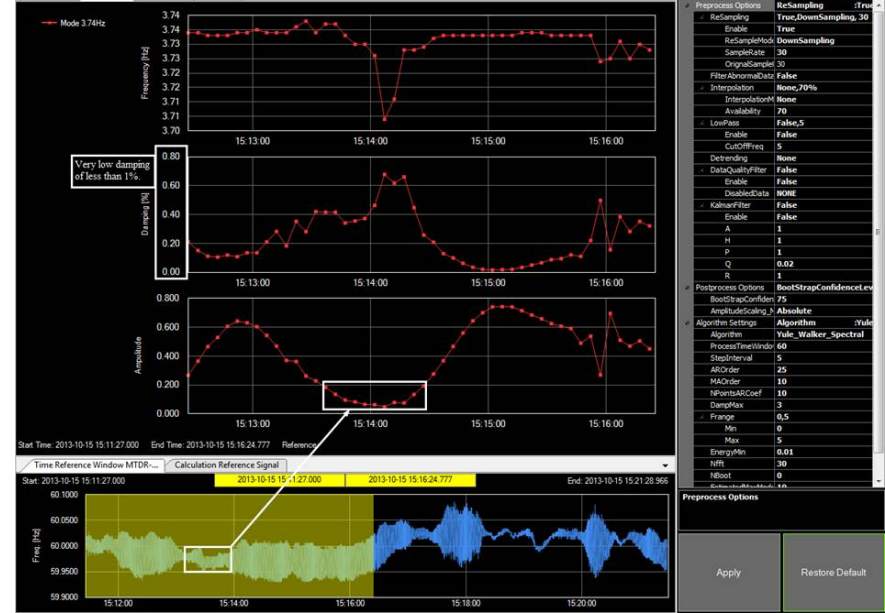 Mode 3.74Hz
Frequency [Hz]
3.74
3.74
3.73
3.73
3.72
3.72
3.71
3.71
3.70
15:13:00 15:14:00 15:15:00 15:16:00
Very low damping
of less than 1%.
Damping [%]
0.80
0.60
0.40
0.20
0.00
15:13:00 15:14:00 15:15:00 15:16:00
Amplitude
0.800
0.600
0.400
0.200
0.000
15:13:00 15:14:00 15:15:00 15:16:00
Start Time: 2013-10-15 15:11:27.000 End Time: 2013-10-15 15:16:24.777 Reference
Time Reference Window MTDR-... Calculation Reference Signal
Start: 2013-10-15 15:11:27.000 2013-10-15 15:11:27.000 2013-10-15 15:16:24.777 End: 2013-10-15 15:21:28.966
Freq. [Hz]
60.1000
60.0500
60.0000
59.9500
59.9000
15:12:00 15:14:00 15:16:00 15:18:00 15:20:00
Preprocess Options ReSampling :True
ReSampling True,DownSampling, 30
Enable True
ReSampleMode DownSampling
SampleRate 30
OrignalSampleI 30
FilterAbnormalData False
Interpolation None,70%
InterpolationM None
Availability 70
LowPass False,5
Enable False
CutOffFreq 5
Detrending None
DataQualityFilter False
Enable False
DisabledData NONE
KalmanFilter False
Enable False
A 1
H 1
P 1
Q 0.02
R 1
Postprocess Options BootStrapConfidenceLev
BootStrapConfiden 75
AmplitudeScaling_M Absolute
Algorithm Settings Algorithm :Yule
Algorithm Yule_Walker_Spectral
ProcessTimeWindo 60
StepInterval 5
AROrder 25
MAOrder 10
NPointsARCoef 10
DampMax 3
Frange 0,5
Min 0
Max 5
EnergyMin 0.01
Nfft 30
NBoot 0
EstimatedMaxMode 10
Preprocess Options
Apply Restore Default